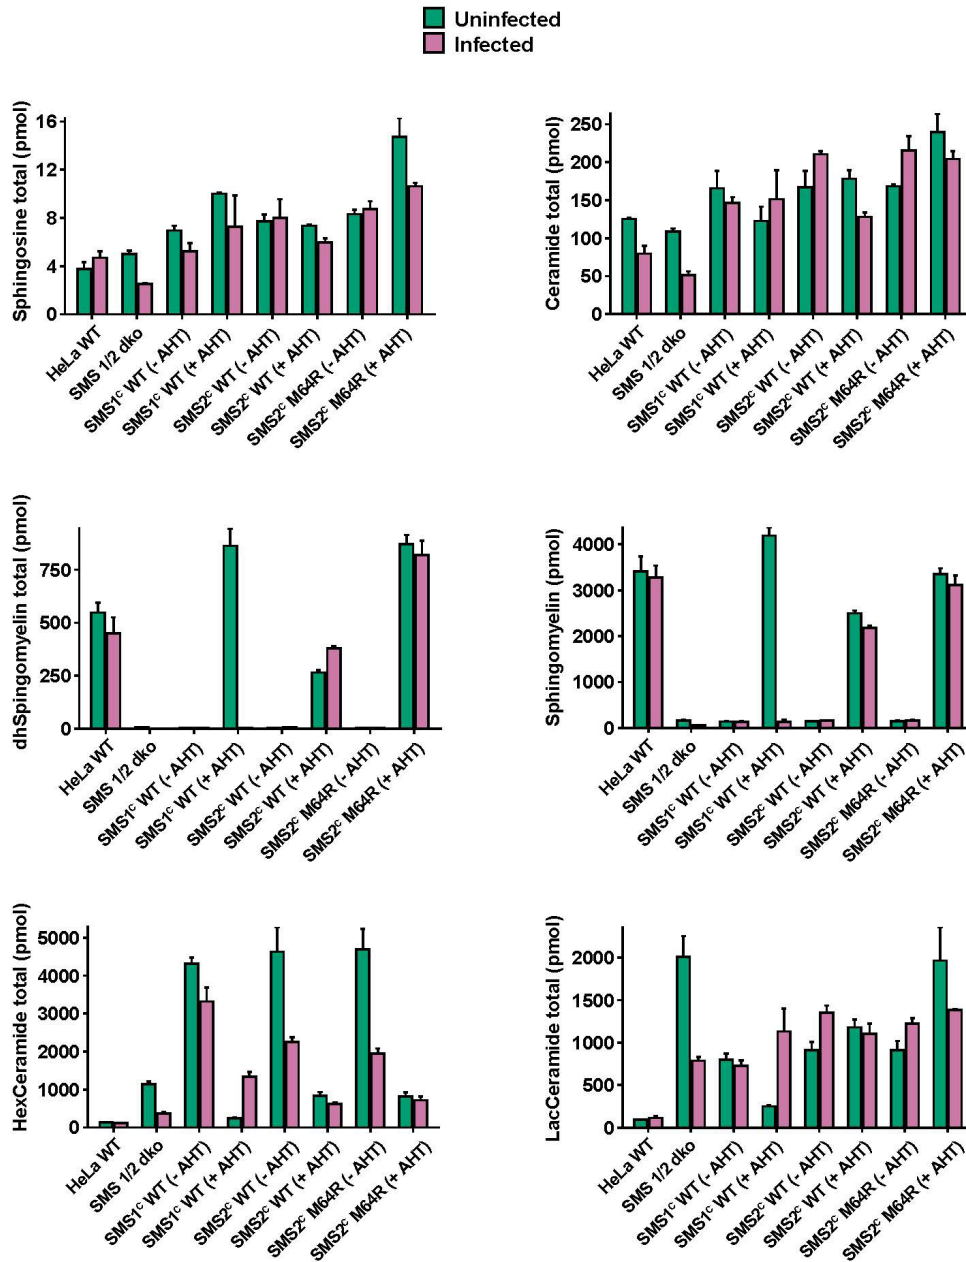 Uninfected
Infected
Sphingosine total (pmol)
16
12
8
4
0
HeLa WT
SMS 1/2 dko
SMS1ᶜ WT (- AHT)
SMS1ᶜ WT (+ AHT)
SMS2ᶜ WT (- AHT)
SMS2ᶜ WT (+ AHT)
SMS2ᶜ M64R (- AHT)
SMS2ᶜ M64R (+ AHT)
Ceramide total (pmol)
250
200
150
100
50
0
HeLa WT
SMS 1/2 dko
SMS1ᶜ WT (- AHT)
SMS1ᶜ WT (+ AHT)
SMS2ᶜ WT (- AHT)
SMS2ᶜ WT (+ AHT)
SMS2ᶜ M64R (- AHT)
SMS2ᶜ M64R (+ AHT)
dhSpingomyelin total (pmol)
750
500
250
0
HeLa WT
SMS 1/2 dko
SMS1ᶜ WT (- AHT)
SMS1ᶜ WT (+ AHT)
SMS2ᶜ WT (- AHT)
SMS2ᶜ WT (+ AHT)
SMS2ᶜ M64R (- AHT)
SMS2ᶜ M64R (+ AHT)
Sphingomyelin (pmol)
4000
3000
2000
1000
0
HeLa WT
SMS 1/2 dko
SMS1ᶜ WT (- AHT)
SMS1ᶜ WT (+ AHT)
SMS2ᶜ WT (- AHT)
SMS2ᶜ WT (+ AHT)
SMS2ᶜ M64R (- AHT)
SMS2ᶜ M64R (+ AHT)
HexCeramide total (pmol)
5000
4000
3000
2000
1000
0
HeLa WT
SMS 1/2 dko
SMS1ᶜ WT (- AHT)
SMS1ᶜ WT (+ AHT)
SMS2ᶜ WT (- AHT)
SMS2ᶜ WT (+ AHT)
SMS2ᶜ M64R (- AHT)
SMS2ᶜ M64R (+ AHT)
LacCeramide total (pmol)
2000
1500
1000
500
0
HeLa WT
SMS 1/2 dko
SMS1ᶜ WT (- AHT)
SMS1ᶜ WT (+ AHT)
SMS2ᶜ WT (- AHT)
SMS2ᶜ WT (+ AHT)
SMS2ᶜ M64R (- AHT)
SMS2ᶜ M64R (+ AHT)